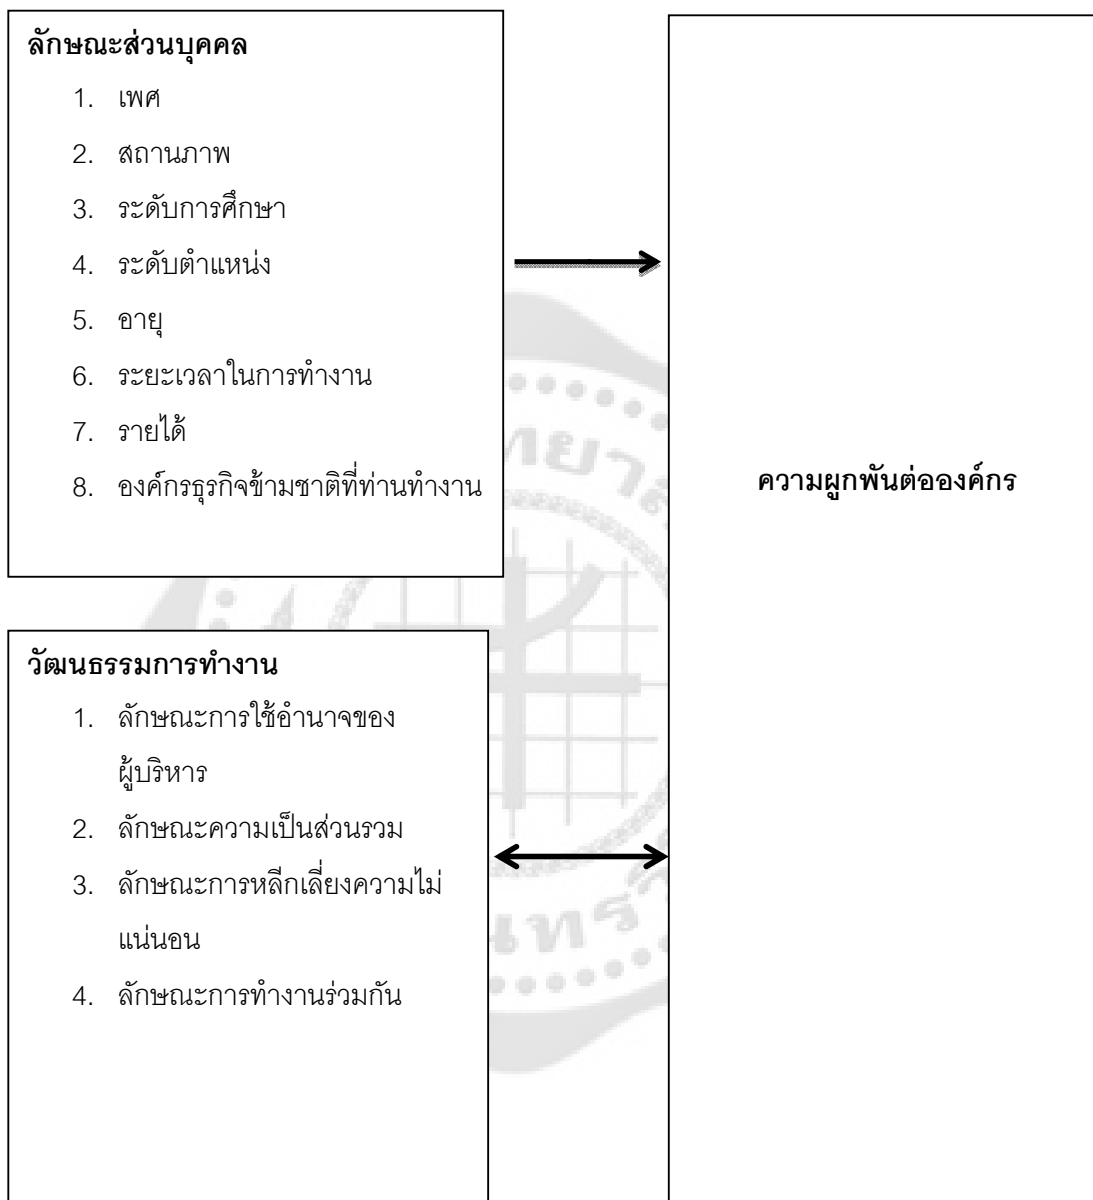 ลักษณะส่วนบุคคล
1. เพศ
2. สถานภาพ
3. ระดับการศึกษา
4. ระดับตำแหน่ง
5. อายุ
6. ระยะเวลาในการทำงาน
7. รายได้
8. องค์กรธุรกิจข้ามชาติที่ท่านทำงาน
ความผูกพันต่อองค์กร
วัฒนธรรมการทำงาน
1. ลักษณะการใช้อำนาจของ
ผู้บริหาร
2. ลักษณะความเป็นส่วนรวม
3. ลักษณะการหลีกเลี่ยงความไม่
แน่นอน
4. ลักษณะการทำงานร่วมกัน